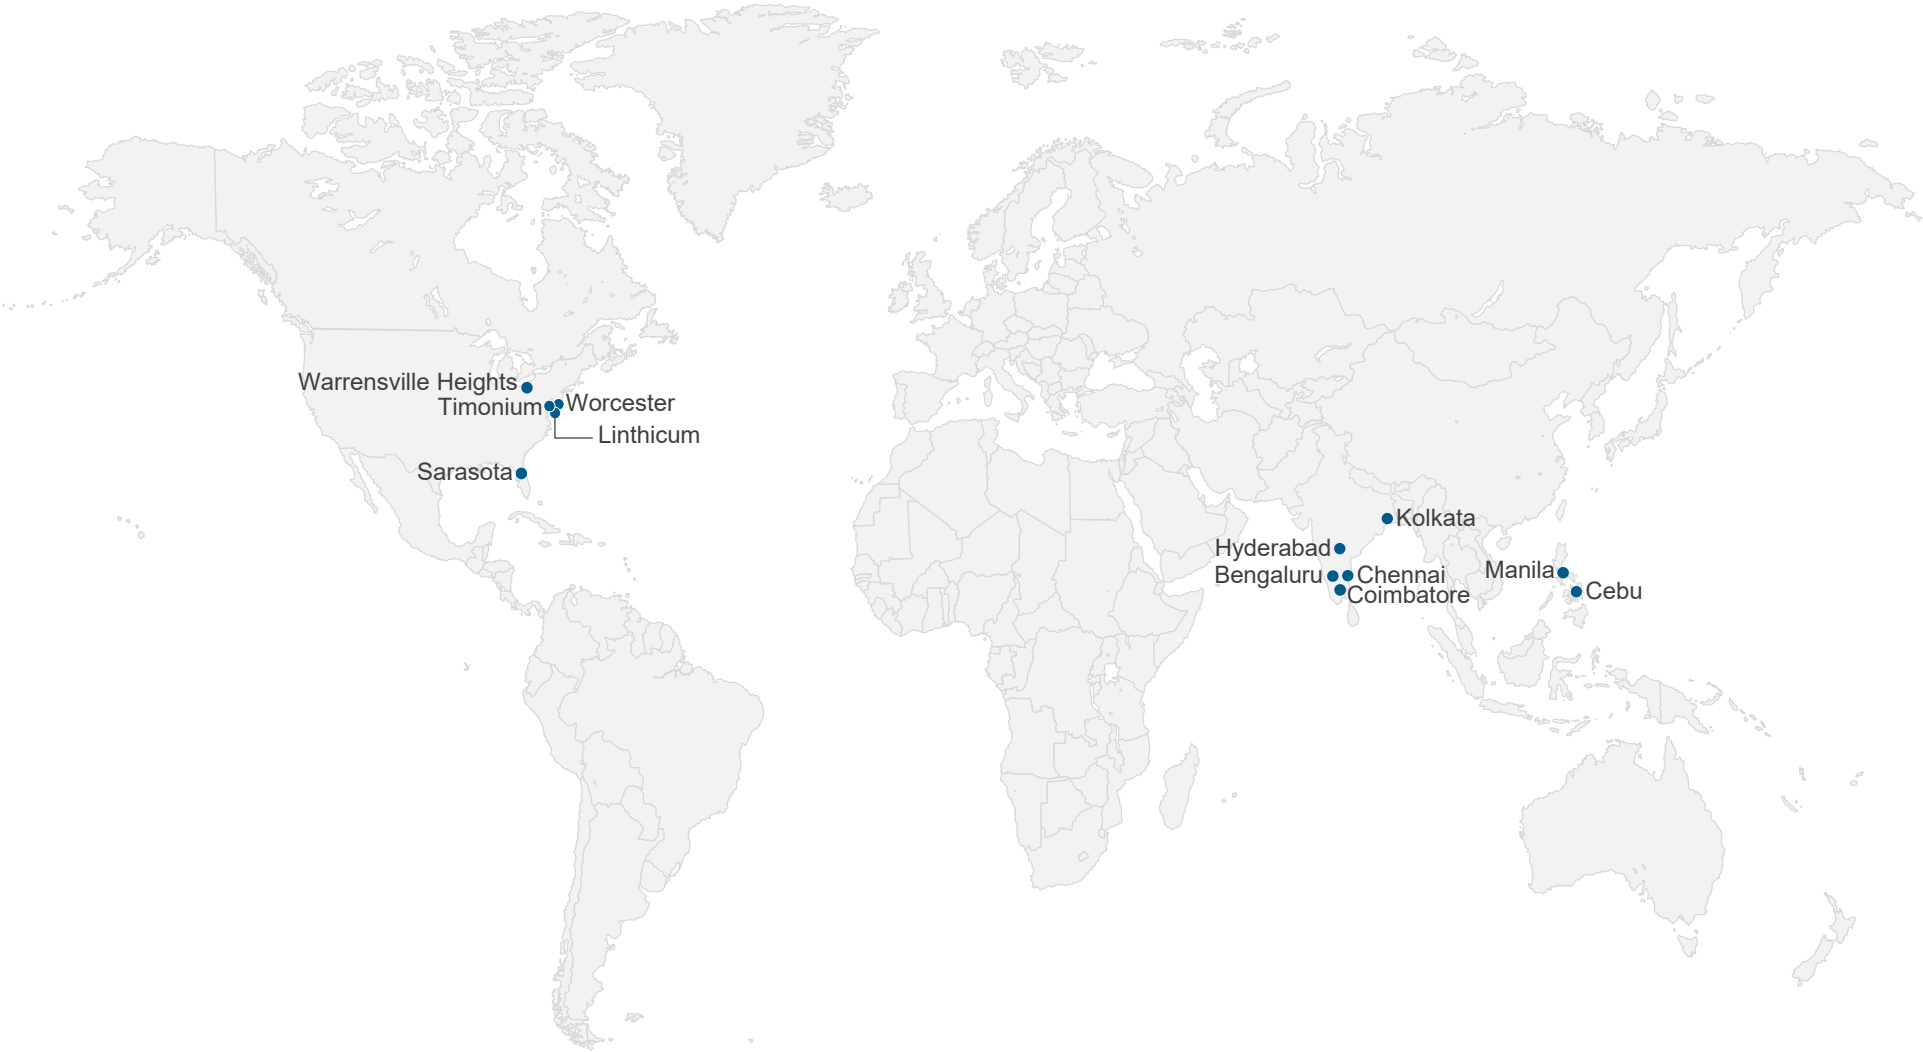 Warrensville Heights
Timonium
Worcester
Linthicum
Sarasota
Kolkata
Hyderabad
Bengaluru
Chennai
Coimbatore
Manila
Cebu